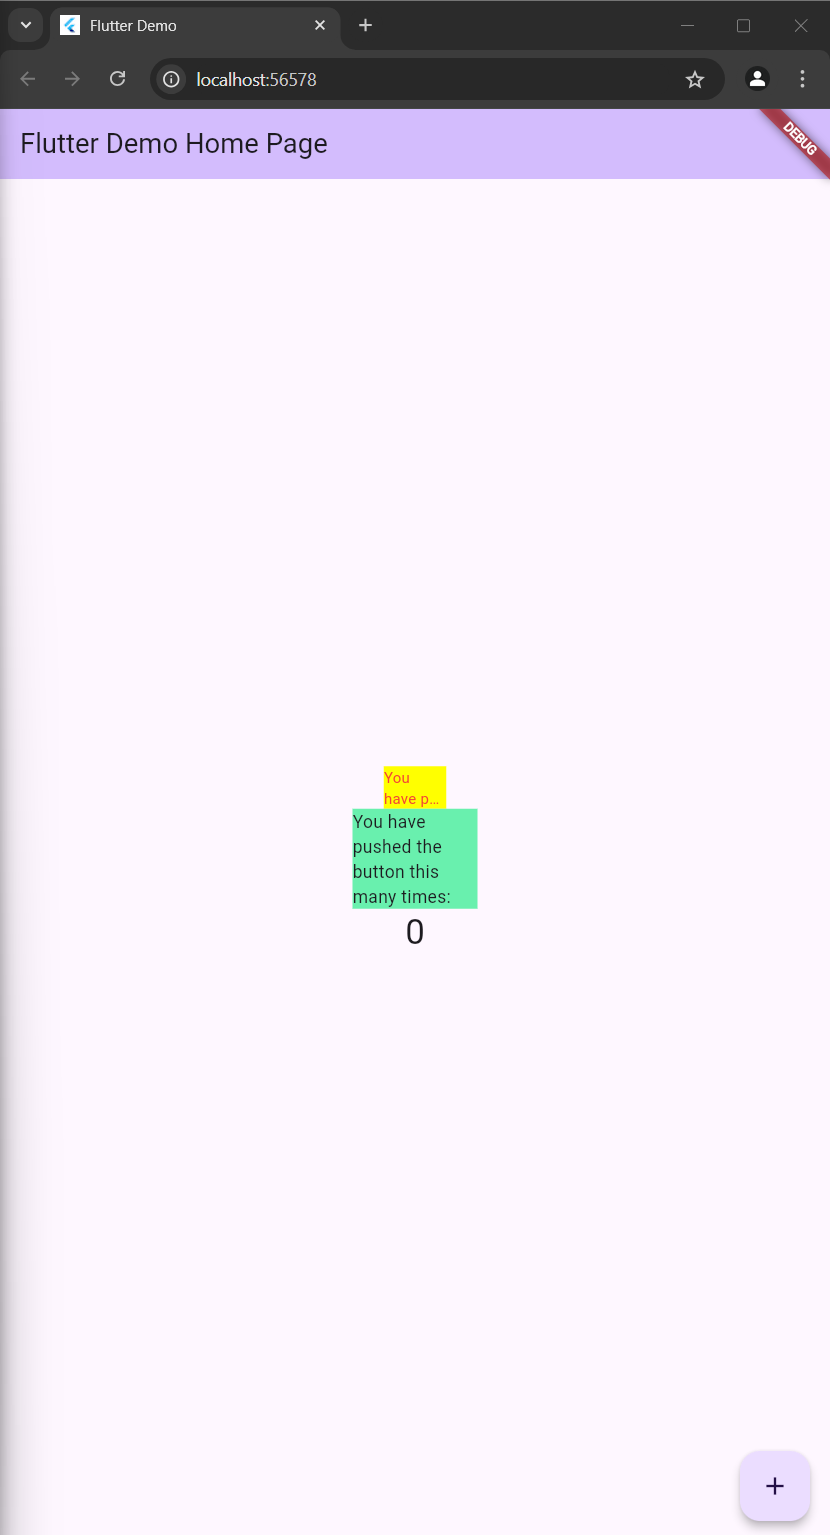 Flutter Demo
localhost:56578
Flutter Demo Home Page
DEBUG
You
have p…
You have
pushed the
button this
many times:
0